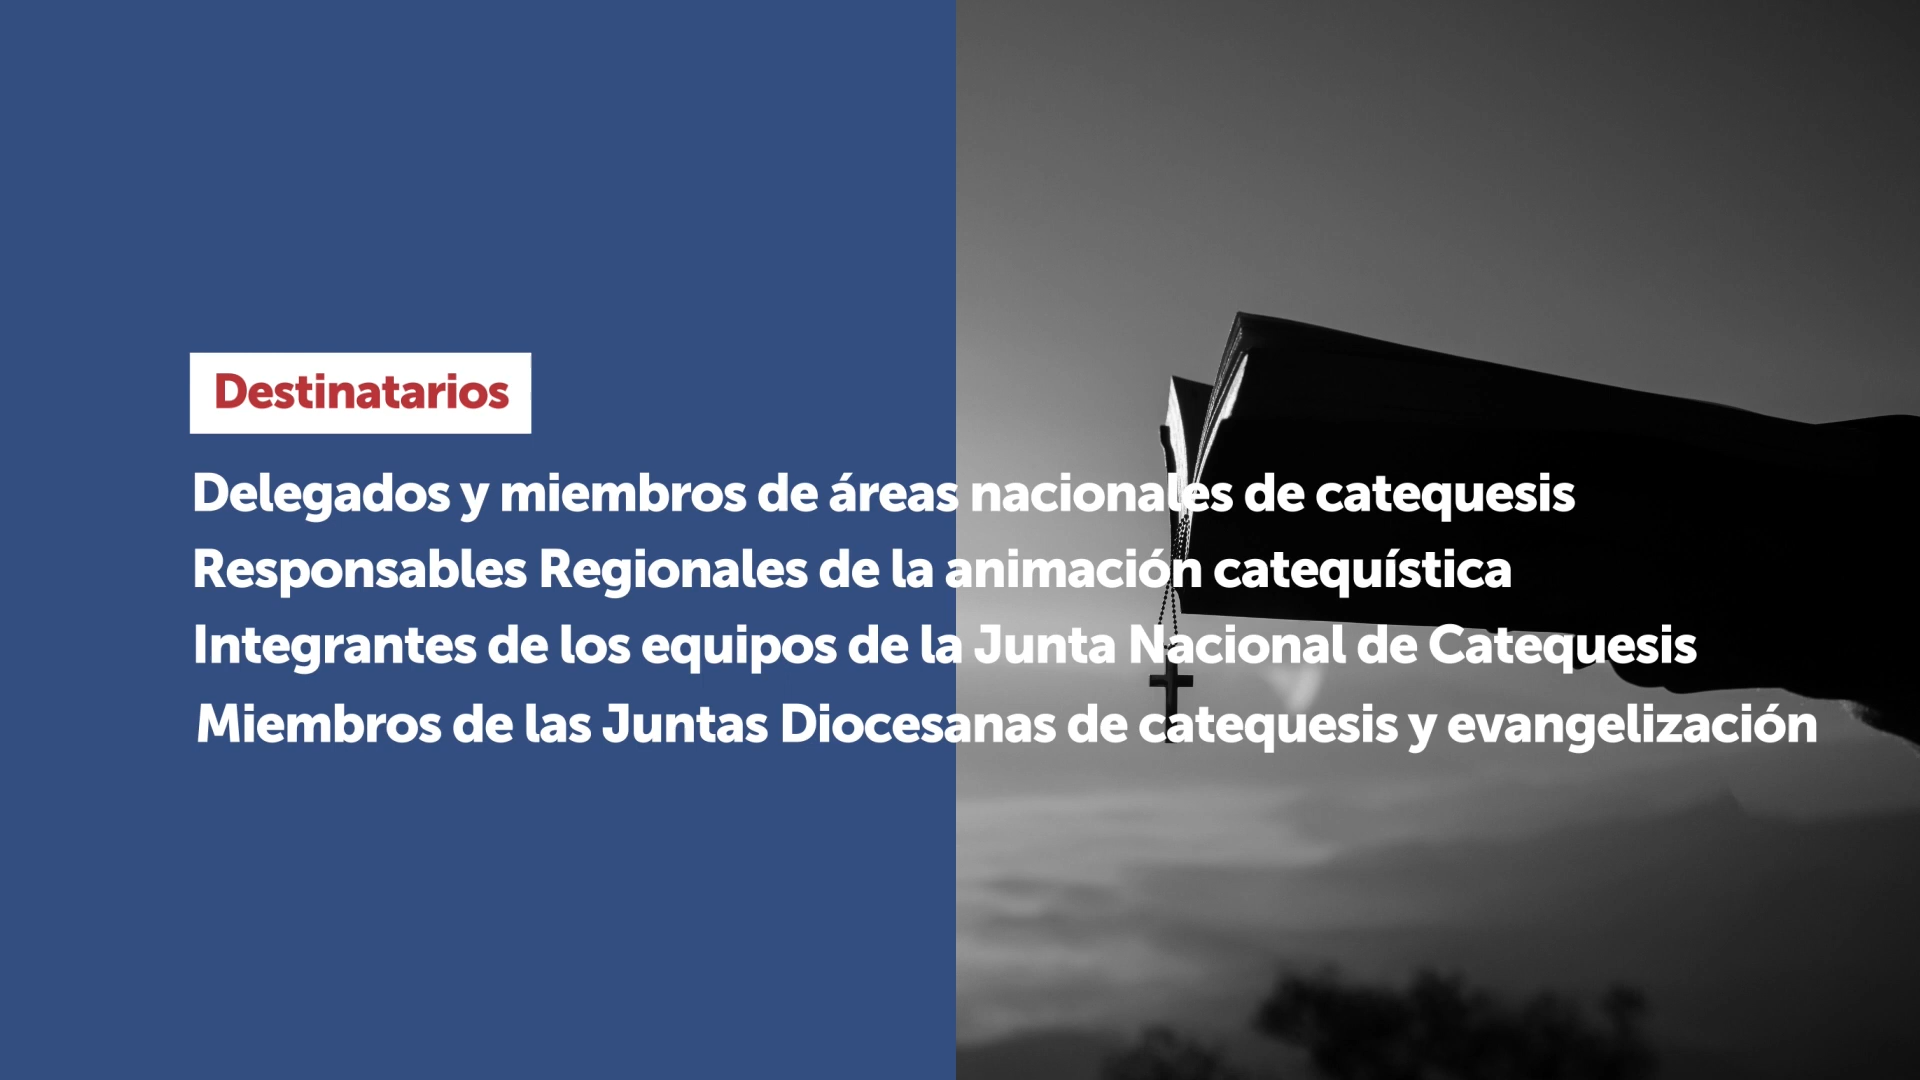 Destinatarios
Delegados y miembros de áreas nacionales de catequesis
Responsables Regionales de la animación catequística
Integrantes de los equipos de la Junta Nacional de Catequesis
Miembros de las Juntas Diocesanas de catequesis y evangelización